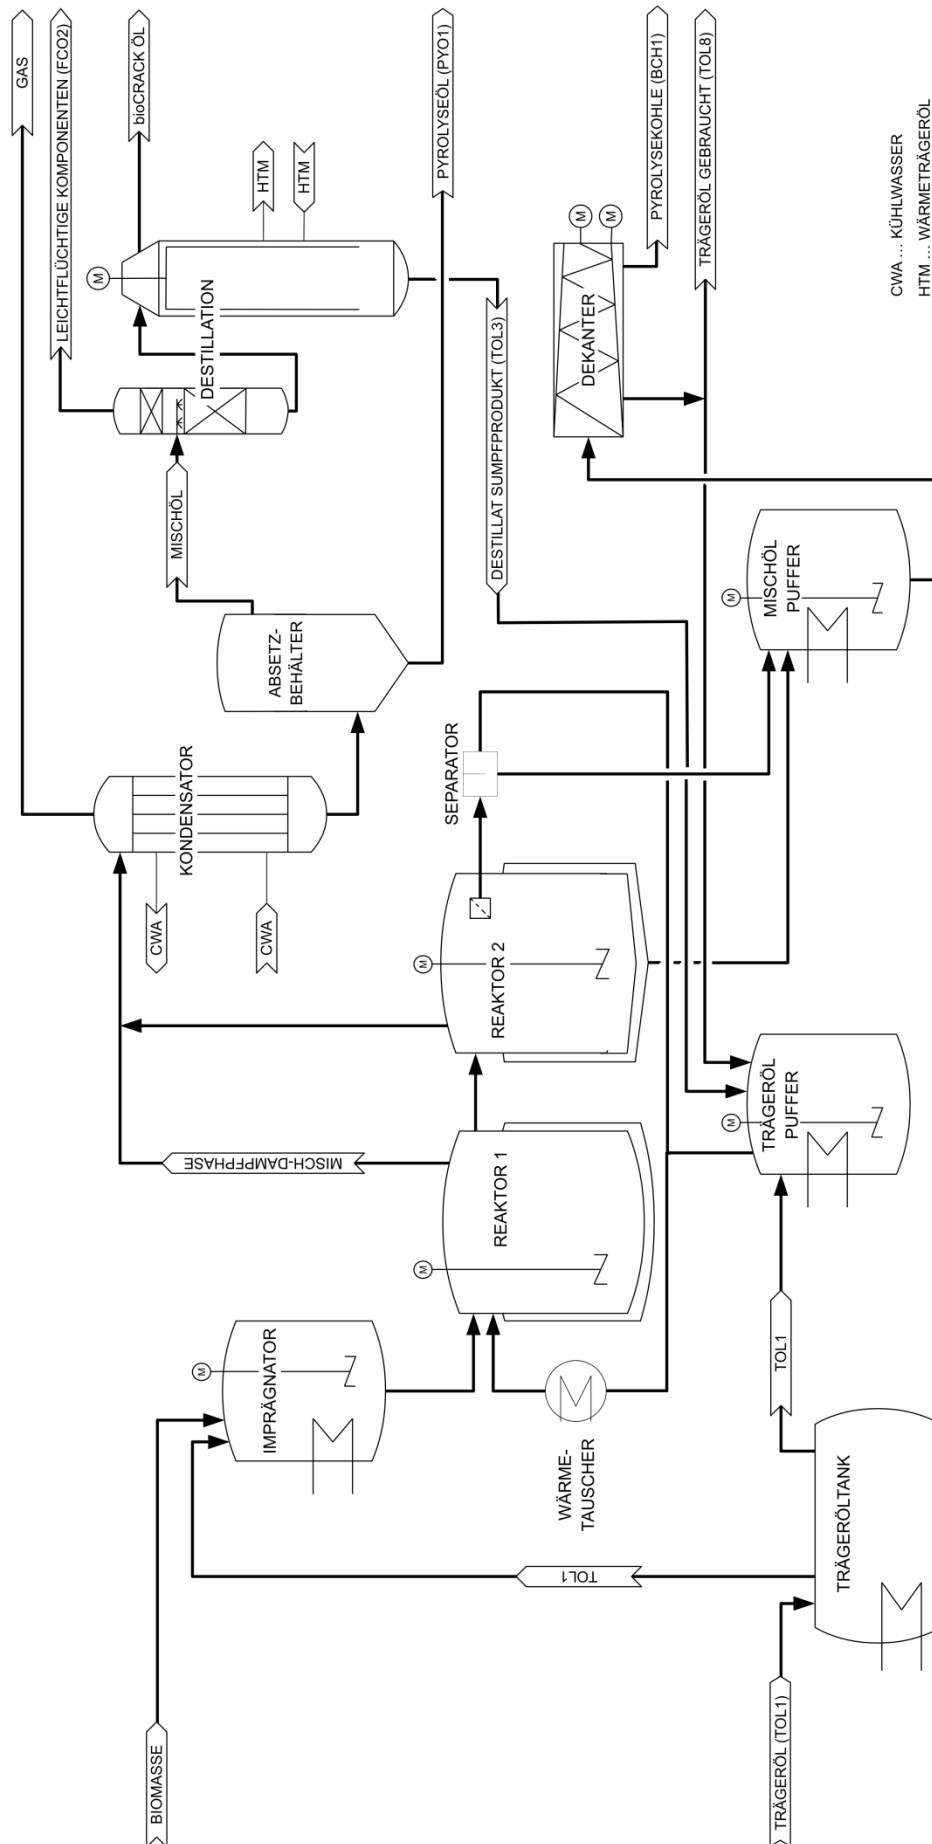 GAS
LEICHTFLÜCHTIGE KOMPONENTEN (FCO2)
bioCRACK ÖL
PYROLYSEÖL (PYO1)
HTM
HTM
M
DESTILLATION
MISCHÖL
ABSETZ-
BEHÄLTER
KONDENSATOR
CWA
CWA
MISCH-DAMPFPHASE
BIOMASSE
M
IMPRÄGNATOR
M
REAKTOR 1
M
REAKTOR 2
SEPARATOR
DESTILLAT SUMPFPRODUKT (TOL3)
M
M
DEKANTER
PYROLYSEKOHLE (BCH1)
TRÄGERÖL GEBRAUCHT (TOL8)
WÄRME-
TAUSCHER
TOL1
TRÄGERÖL (TOL1)
TRÄGERÖLTANK
TOL1
M
TRÄGERÖL
PUFFER
M
MISCHÖL
PUFFER
CWA ... KÜHLWASSER
HTM ... WÄRMETRÄGERÖL